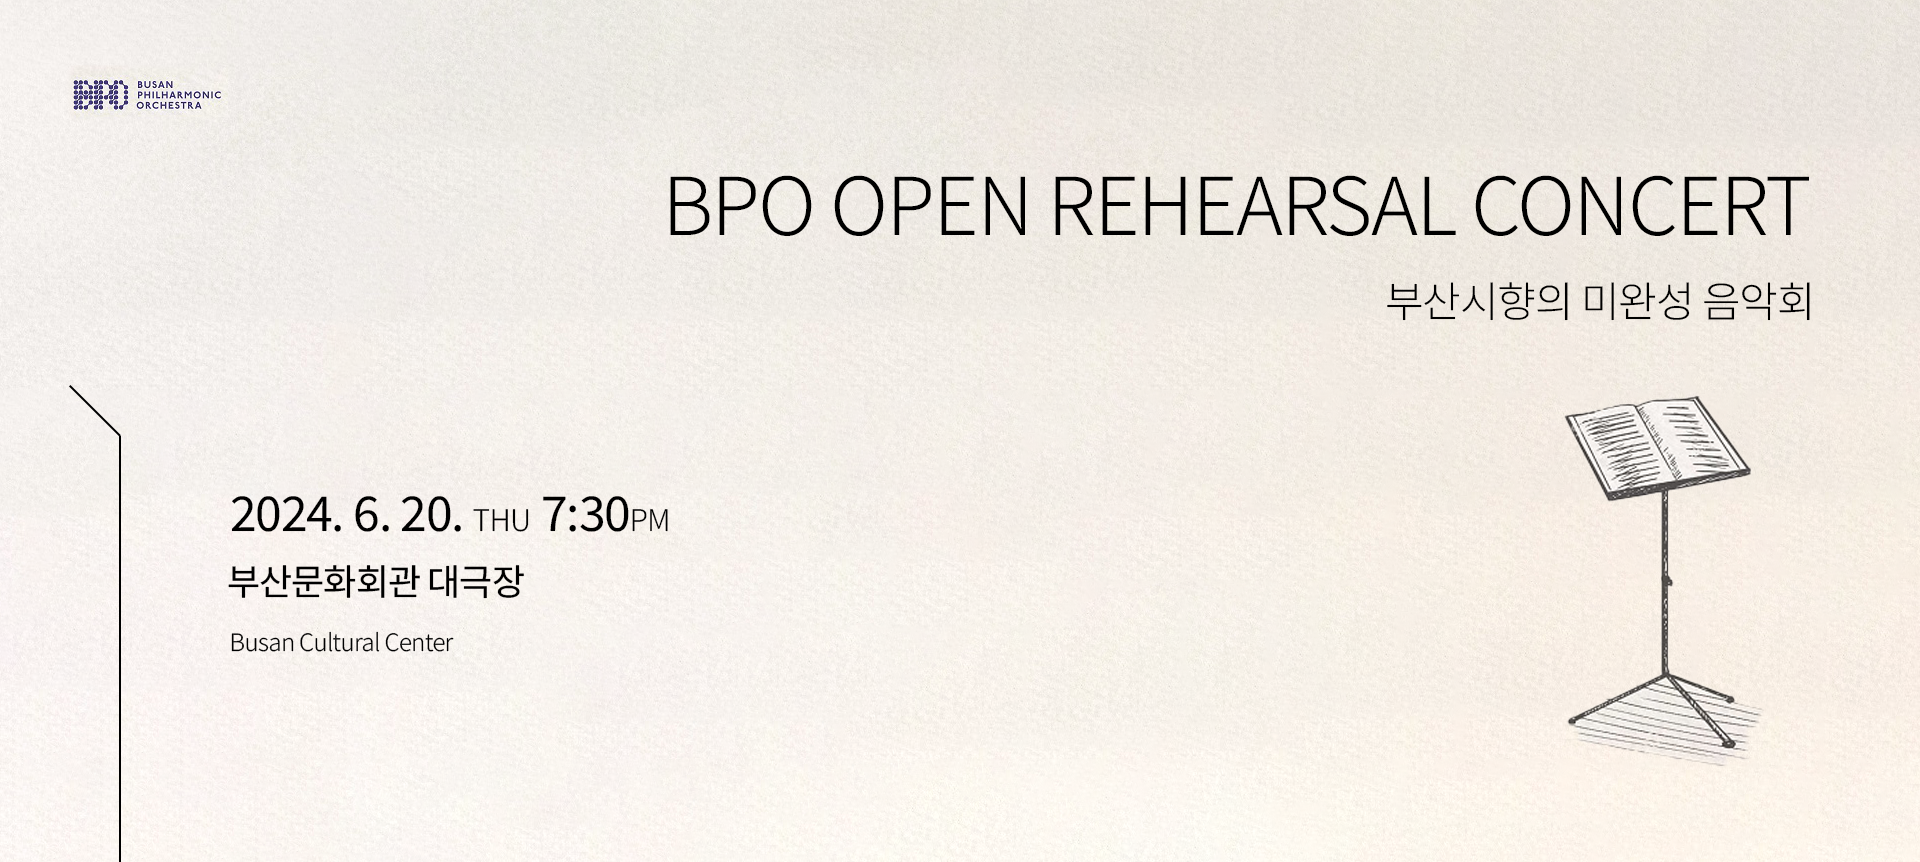 BPO BUSAN
PHILHARMONIC
ORCHESTRA
BPO OPEN REHEARSAL CONCERT
부산시향의 미완성 음악회
2024. 6. 20. THU 7:30PM
부산문화회관 대극장
Busan Cultural Center